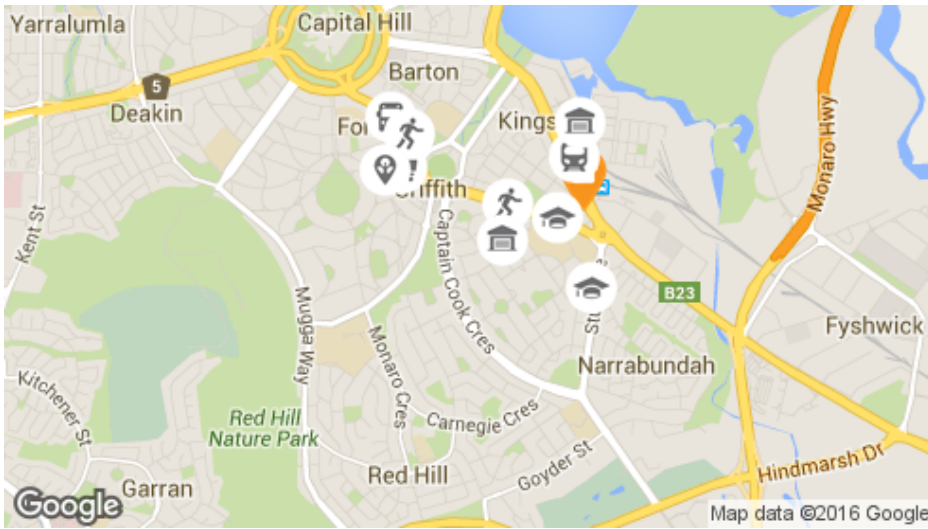 Yarralumla
Capital Hill
Barton
5
Deakin
Kings
For
Monaro Hwy
Griffith
Kent St
Captain Cook Cres
B23
Mugga Way
Fyshwick
Narrabundah
Monaro Cres
Kitchener St
Carnegie Cres
Red Hill
Nature Park
Goyder St
Hindmarsh Dr
Red Hill
Garran
Google
Map data ©2016 Google